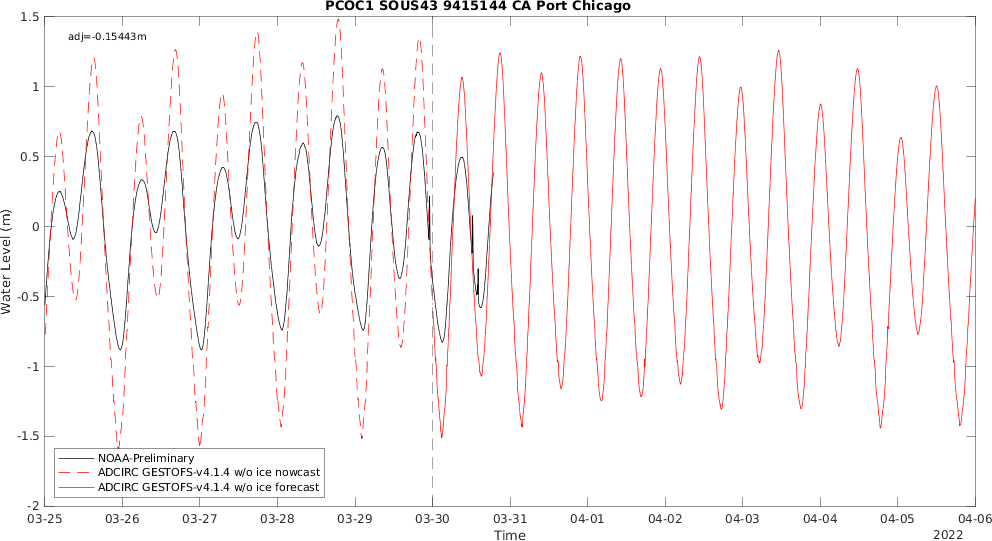 PCOC1 SOUS43 9415144 CA Port Chicago
adj=-0.15443m
1.5
1
0.5
0
-0.5
-1
-1.5
-2
Water Level (m)
NOAA-Preliminary
ADCIRC GESTOFS-v4.1.4 w/o ice nowcast
ADCIRC GESTOFS-v4.1.4 w/o ice forecast
03-25 03-26 03-27 03-28 03-29 03-30 03-31 04-01 04-02 04-03 04-04 04-05 04-06
Time
2022